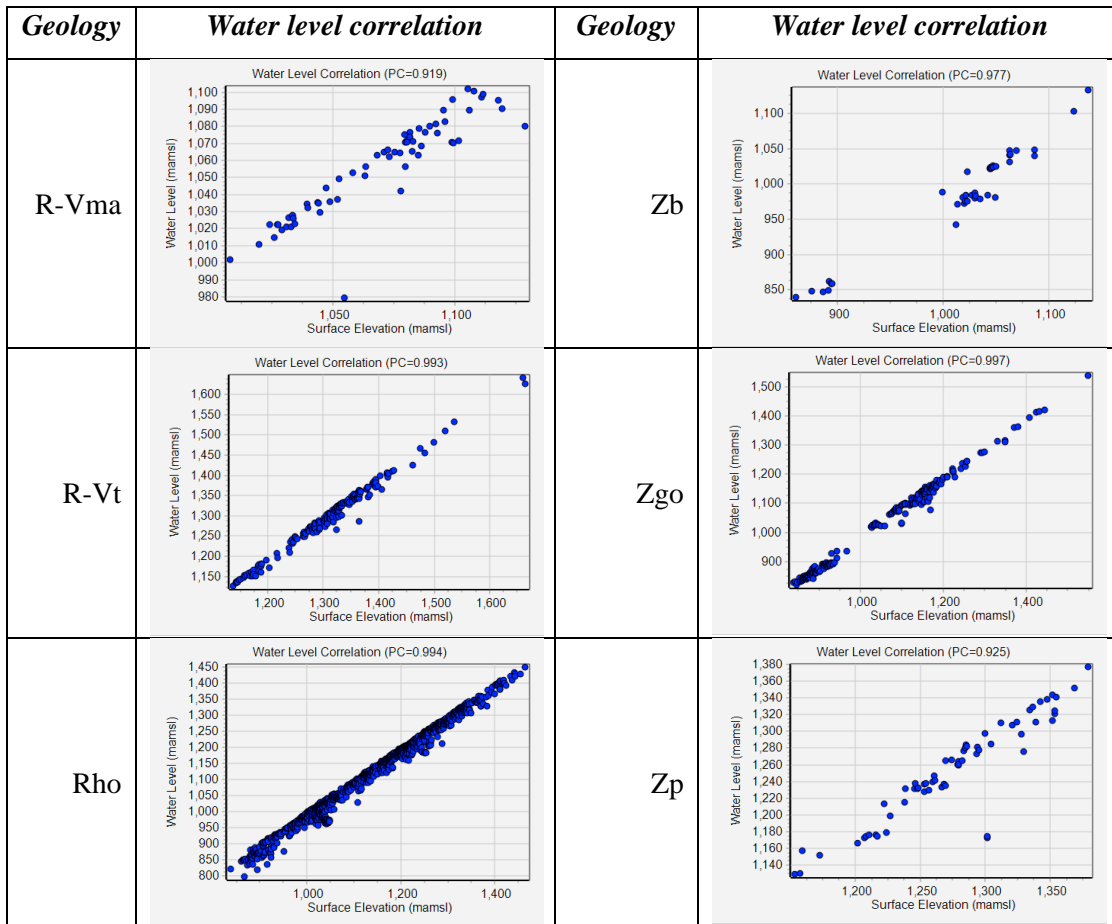 Geology Water level correlation Geology Water level correlation
R-Vma
Water Level Correlation (PC=0.919)
Water Level (mamsl)
1,100
1,090
1,080
1,070
1,060
1,050
1,040
1,030
1,020
1,010
1,000
990
980
1,050 1,100
Surface Elevation (mamsl)
Zb
Water Level Correlation (PC=0.977)
Water Level (mamsl)
1,100
1,050
1,000
950
900
850
900 1,000 1,100
Surface Elevation (mamsl)
R-Vt
Water Level Correlation (PC=0.993)
Water Level (mamsl)
1,600
1,550
1,500
1,450
1,400
1,350
1,300
1,250
1,200
1,150
1,200 1,300 1,400 1,500 1,600
Surface Elevation (mamsl)
Zgo
Water Level Correlation (PC=0.997)
Water Level (mamsl)
1,500
1,400
1,300
1,200
1,100
1,000
900
1,000 1,200 1,400
Surface Elevation (mamsl)
Rho
Water Level Correlation (PC=0.994)
Water Level (mamsl)
1,450
1,400
1,350
1,300
1,250
1,200
1,150
1,100
1,050
1,000
950
900
850
800
1,000 1,200 1,400
Surface Elevation (mamsl)
Zp
Water Level Correlation (PC=0.925)
Water Level (mamsl)
1,380
1,360
1,340
1,320
1,300
1,280
1,260
1,240
1,220
1,200
1,180
1,160
1,140
1,200 1,250 1,300 1,350
Surface Elevation (mamsl)